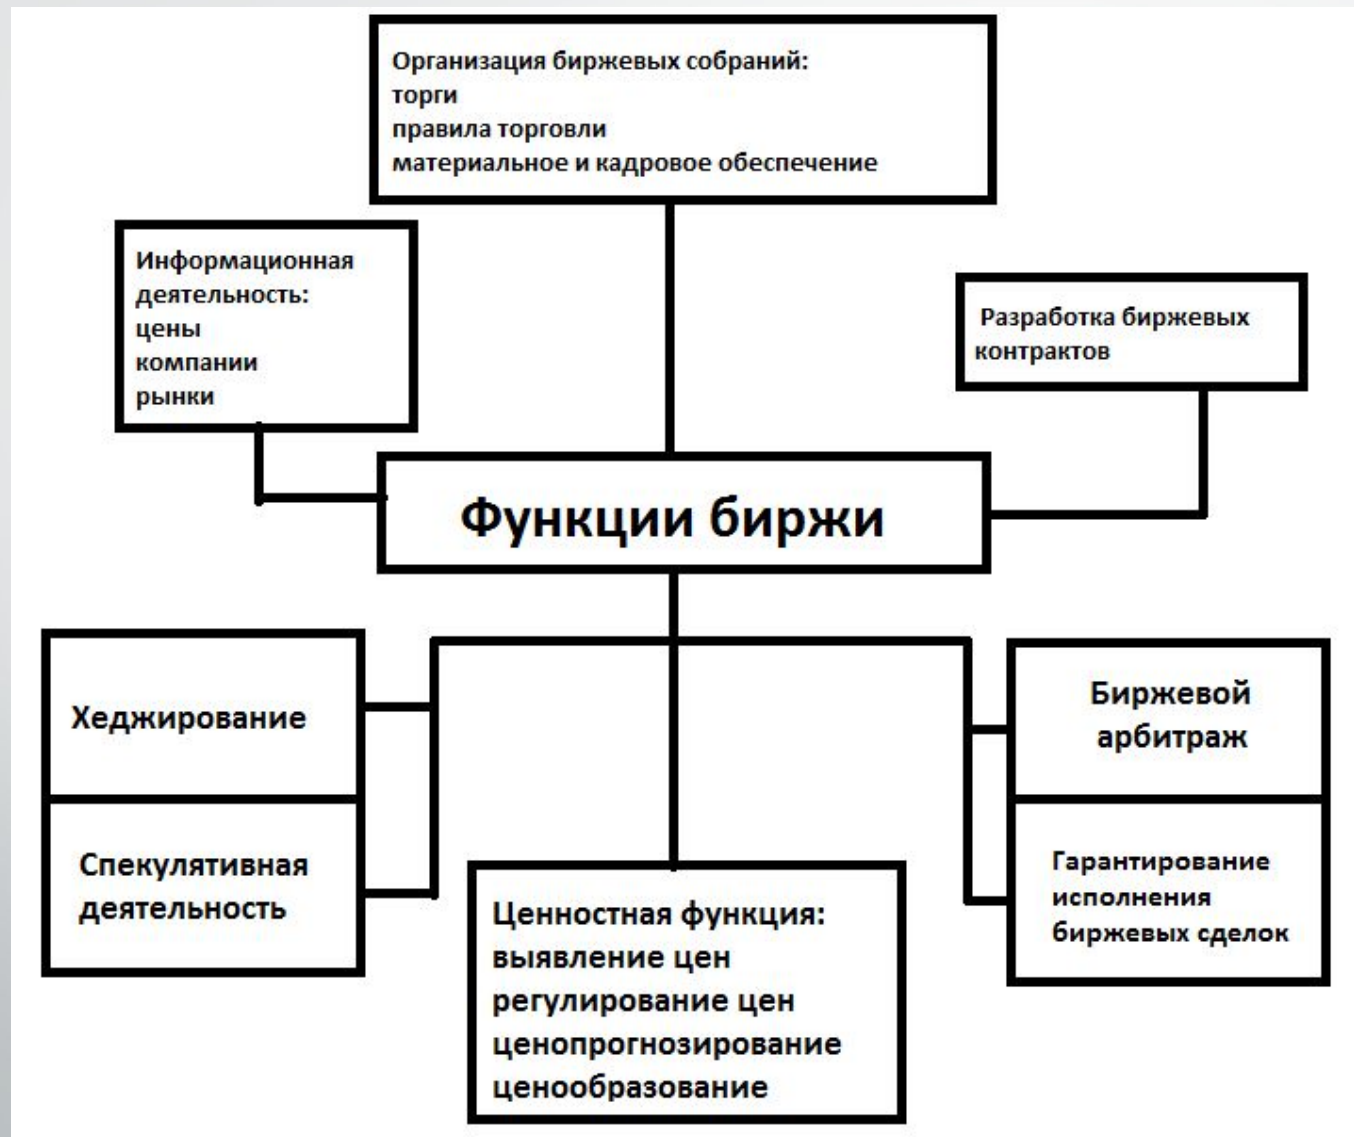 Организация биржевых собраний:
торги
правила торговли
материальное и кадровое обеспечение
Информационная
деятельность:
цены
компании
рынки
Разработка биржевых
контрактов
Функции биржи
Хеджирование
Спекулятивная
деятельность
Ценностная функция:
выявление цен
регулирование цен
ценопрогнозирование
ценообразование
Биржевой
арбитраж
Гарантирование
исполнения
биржевых сделок